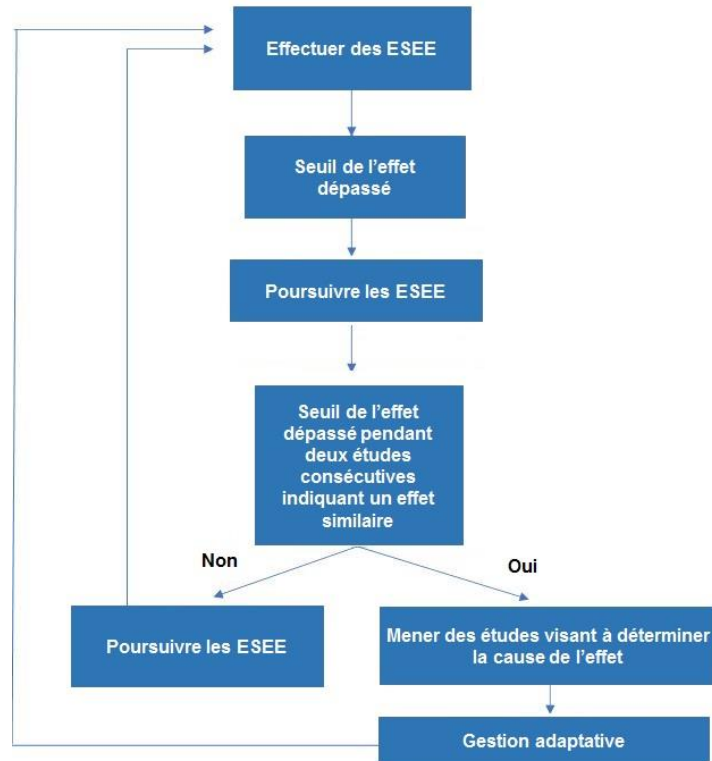 Effectuer des ESEE
Seuil de l’effet
dépassé
Poursuivre les ESEE
Seuil de l’effet
dépassé pendant
deux études
consécutives
indiquant un effet
similaire
Non
Oui
Poursuivre les ESEE
Mener des études visant à déterminer
la cause de l’effet
Gestion adaptative